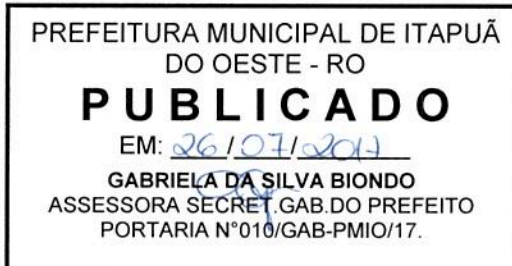 PREFEITURA MUNICIPAL DE ITAPUÃ
DO OESTE - RO
PUBLICADO
EM: 26/07/2017
GABRIELA DA SILVA BIONDO
ASSESSORA SECRET.GAB.DO PREFEITO
PORTARIA N°010/GAB-PMIO/17.